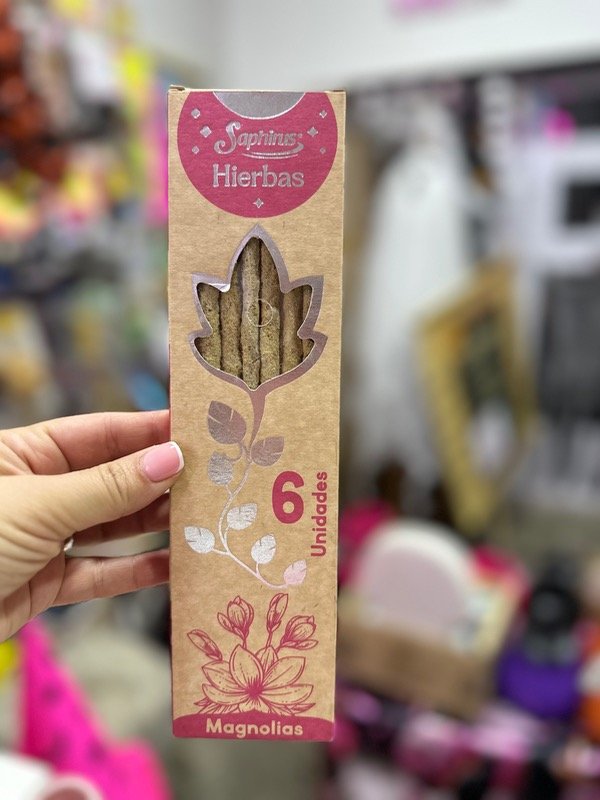 Saphirus
Hierbas
6
Unidades
Magnolias